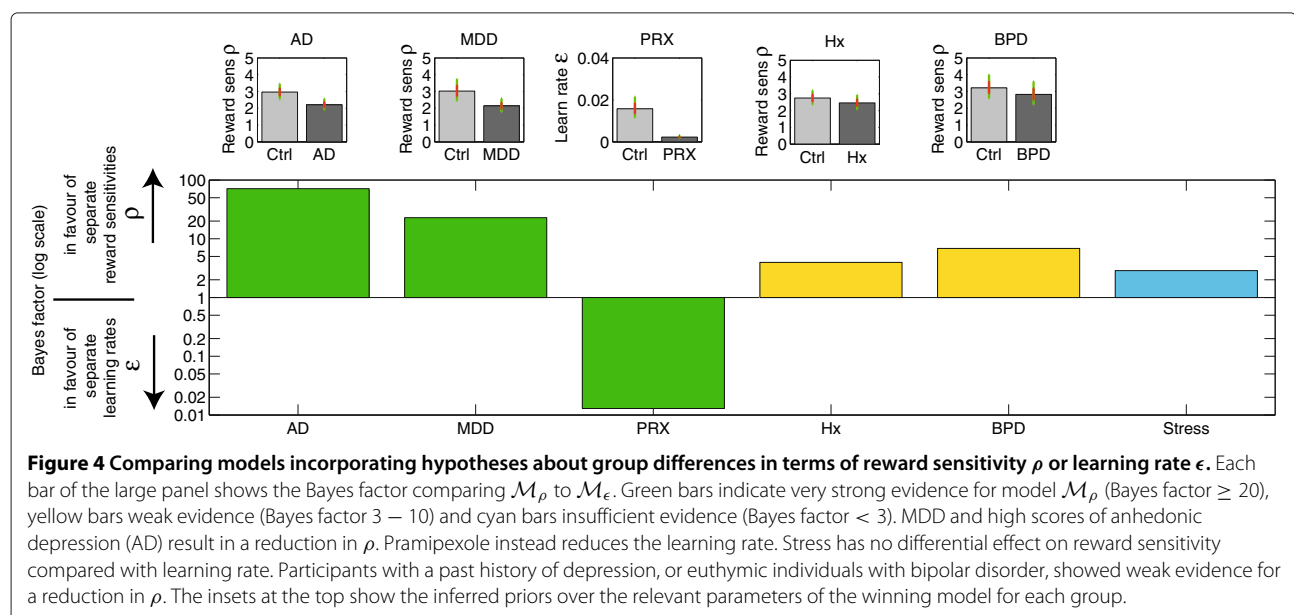 AD
MDD
PRX
Hx
BPD
Reward sens ρ
5
4
3
2
1
0
Ctrl AD
Reward sens ρ
5
4
3
2
1
0
Ctrl MDD
Learn rate ε
0.04
0.02
0
Ctrl PRX
Reward sens ρ
5
4
3
2
1
0
Ctrl Hx
Reward sens ρ
5
4
3
2
1
0
Ctrl BPD
Bayes factor (log scale)
in favour of
separate
reward sensitivities
ρ
in favour of
separate
learning rates
ε
100
50
20
10
5
2
1
0.5
0.2
0.1
0.05
0.02
0.01
AD MDD PRX Hx BPD Stress
Figure 4 Comparing models incorporating hypotheses about group differences in terms of reward sensitivity ρ or learning rate ϵ. Each
bar of the large panel shows the Bayes factor comparing ℳρ to ℳϵ. Green bars indicate very strong evidence for model ℳρ (Bayes factor ≥ 20),
yellow bars weak evidence (Bayes factor 3 − 10) and cyan bars insufficient evidence (Bayes factor < 3). MDD and high scores of anhedonic
depression (AD) result in a reduction in ρ. Pramipexole instead reduces the learning rate. Stress has no differential effect on reward sensitivity
compared with learning rate. Participants with a past history of depression, or euthymic individuals with bipolar disorder, showed weak evidence for
a reduction in ρ. The insets at the top show the inferred priors over the relevant parameters of the winning model for each group.